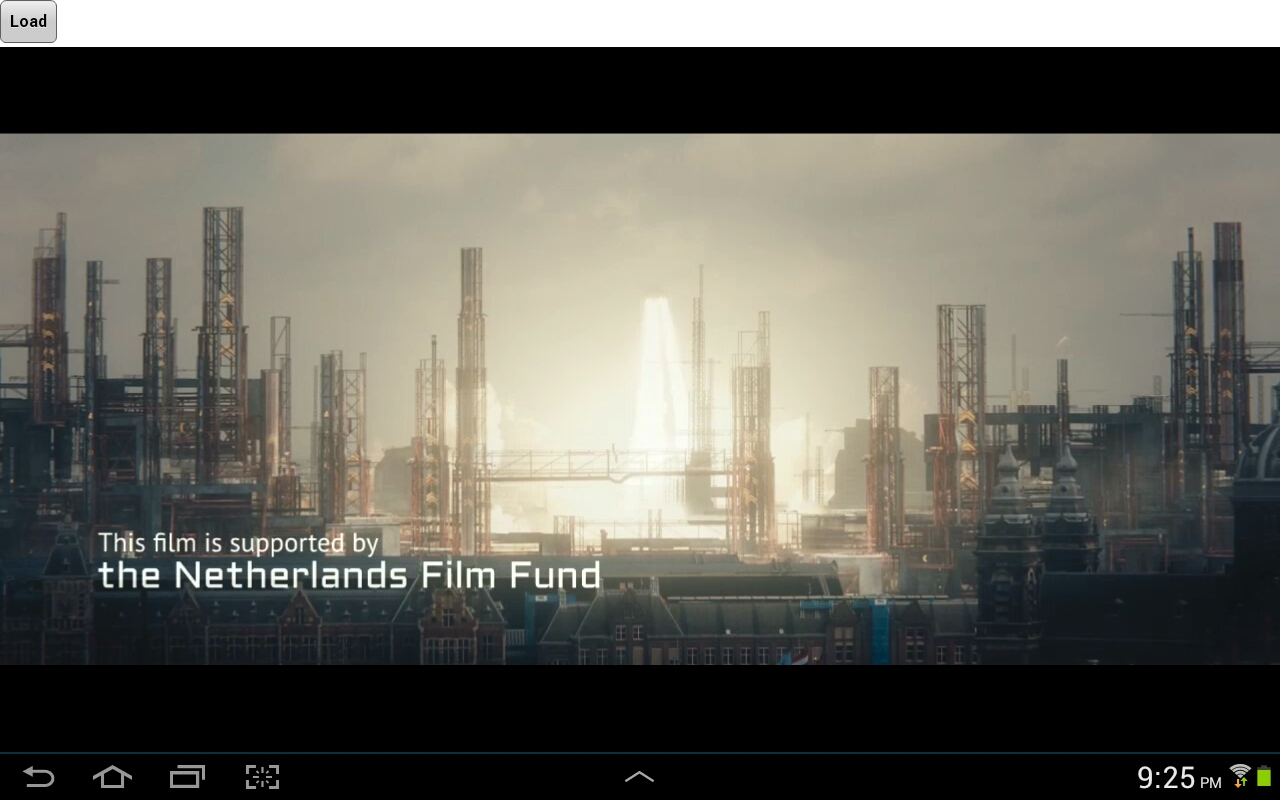 Load
This film is supported by
the Netherlands Film Fund
9:25 PM